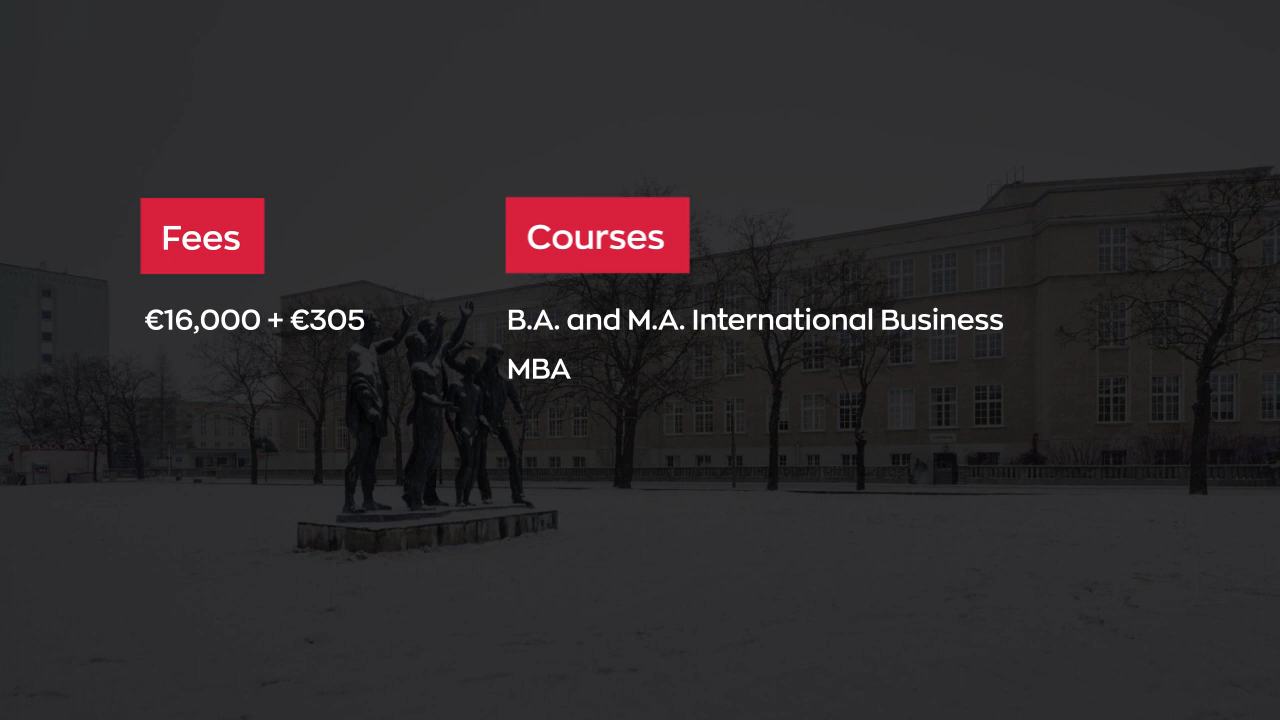 Fees
€16,000 + €305
Courses
B.A. and M.A. International Business
MBA